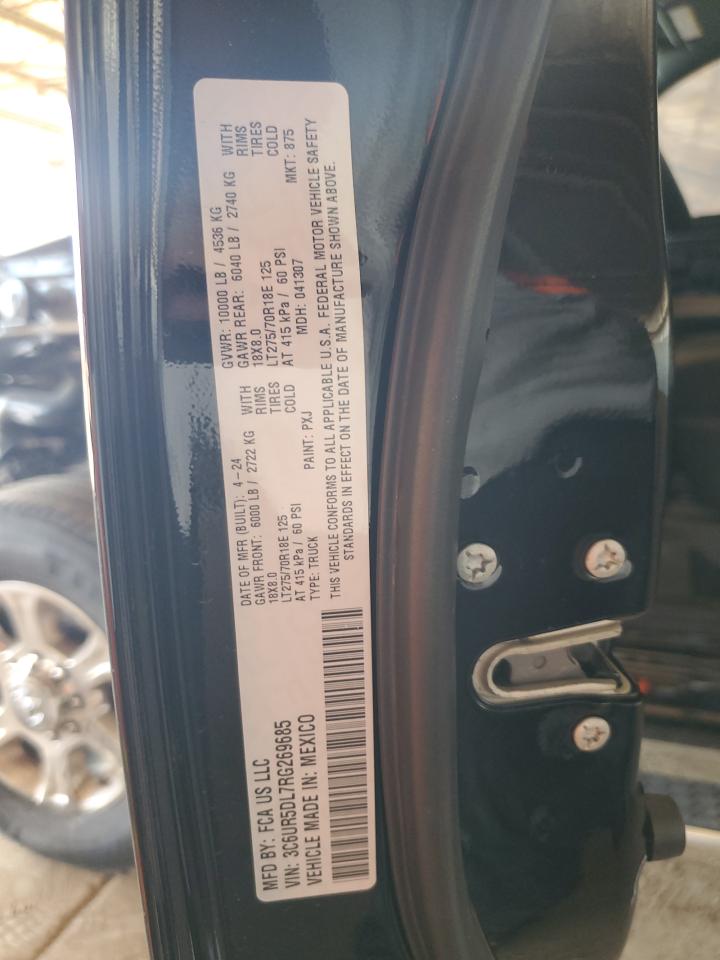 MFD BY: FCA US LLC
VIN: 3C6UR5DL7RG269685
VEHICLE MADE IN: MEXICO
DATE OF MFR (BUILT): 4-24
GAWR FRONT: 6000 LB / 2722 KG WITH
18X8.0 RIMS
LT275/70R18E 125 TIRES
AT 415 kPa / 60 PSI COLD
TYPE: TRUCK PAINT: PXJ
GVWR: 10000 LB / 4536 KG
GAWR REAR: 6040 LB / 2740 KG WITH
18X8.0 RIMS
LT275/70R18E 125 TIRES
AT 415 kPa / 60 PSI COLD
MDH: 041307 MKT: 875
THIS VEHICLE CONFORMS TO ALL APPLICABLE U.S.A. FEDERAL MOTOR VEHICLE SAFETY
STANDARDS IN EFFECT ON THE DATE OF MANUFACTURE SHOWN ABOVE.